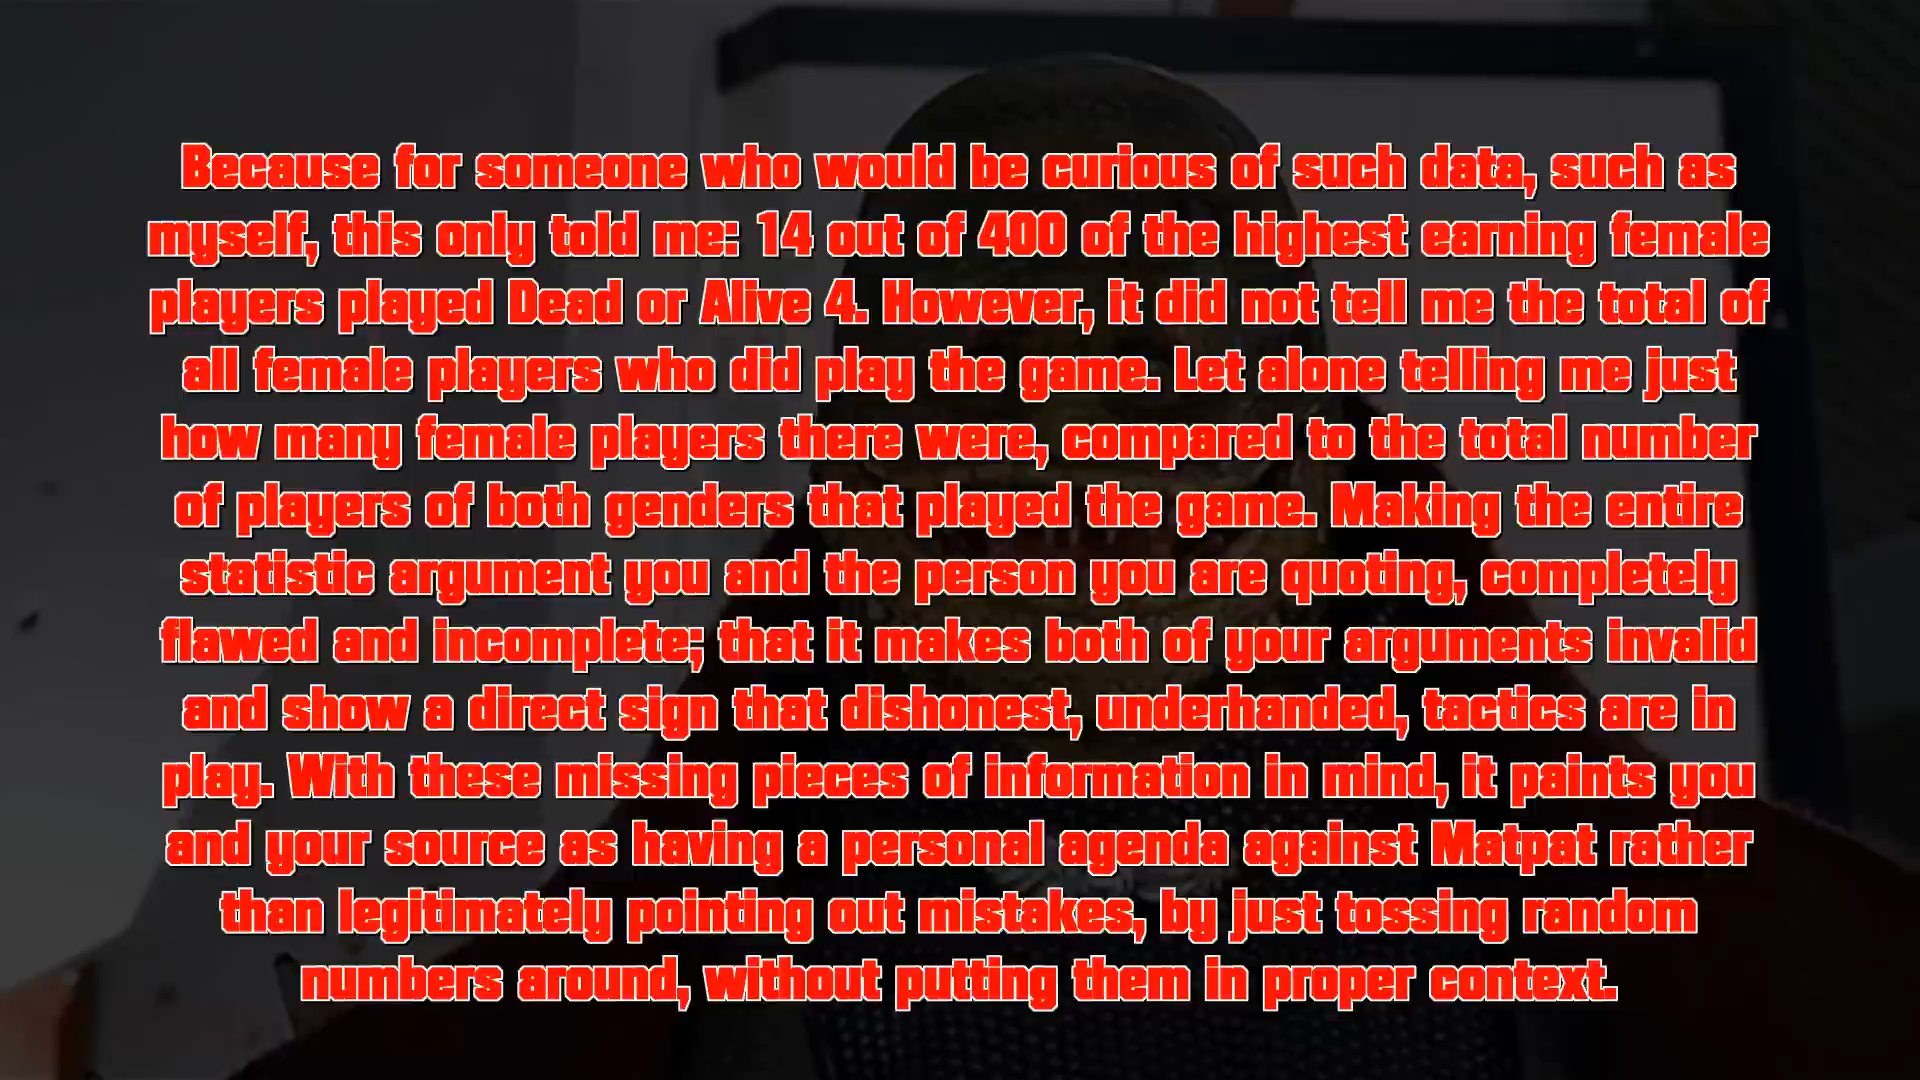 Because for someone who would be curious of such data, such as
myself, this only told me: 14 out of 400 of the highest earning female
players played Dead or Alive 4. However, it did not tell me the total of
all female players who did play the game. Let alone telling me just
how many female players there were, compared to the total number
of players of both genders that played the game. Making the entire
statistic argument you and the person you are quoting, completely
flawed and incomplete; that it makes both of your arguments invalid
and show a direct sign that dishonest, underhanded, tactics are in
play. With these missing pieces of information in mind, it paints you
and your source as having a personal agenda against Matpat rather
than legitimately pointing out mistakes, by just tossing random
numbers around, without putting them in proper context.